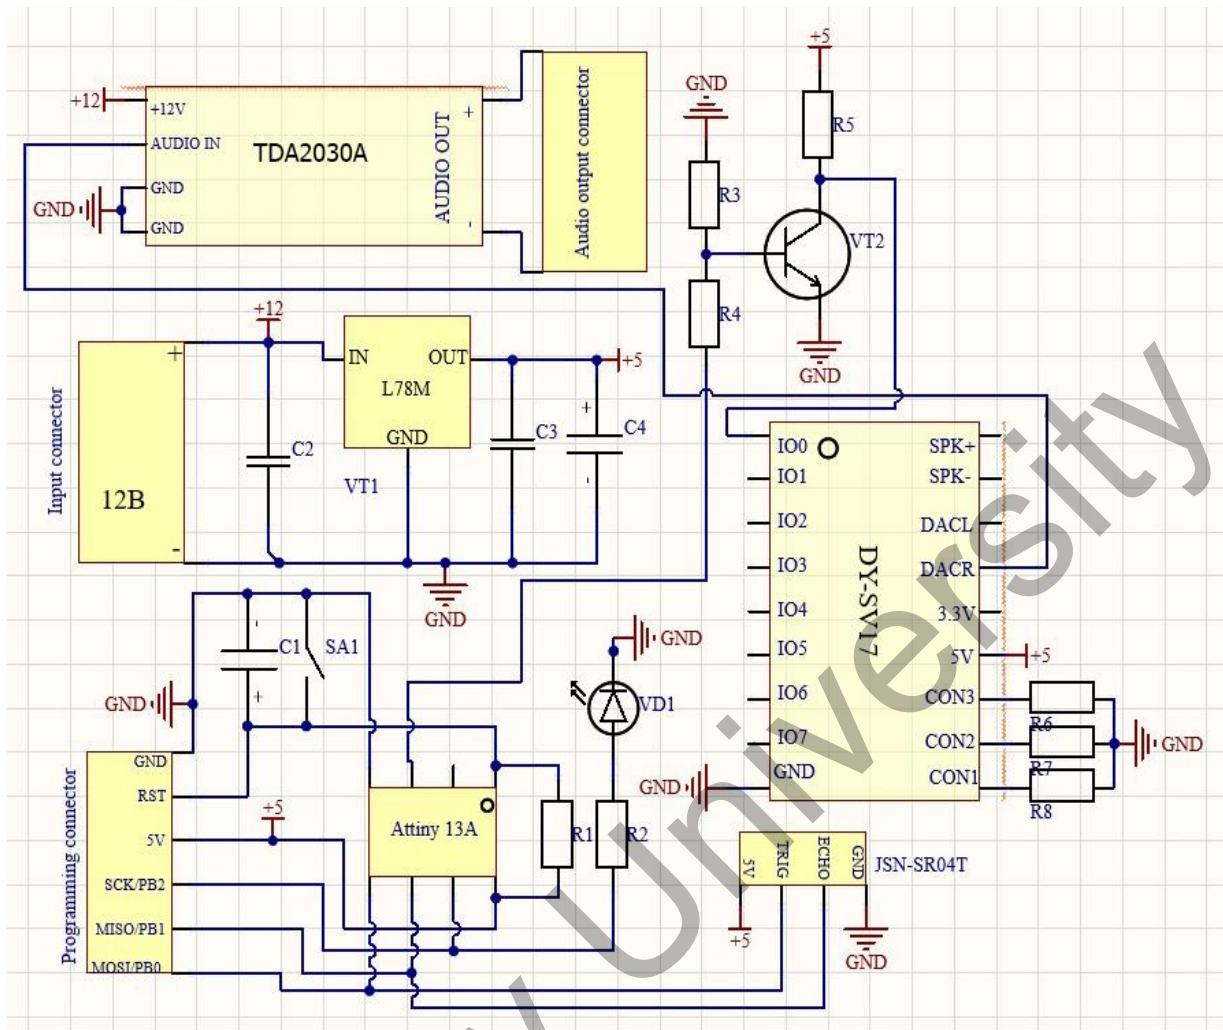 +12
+12V
AUDIO IN
GND
GND
GND
TDA2030A
+
AUDIO OUT
-
Audio output connector
GND
R3
R4
+5
R5
VT2
GND
Input connector
+
12В
-
+12
C2
IN
OUT
L78M
GND
VT1
C3
+
C4
-
+5
GND
IO0
IO1
IO2
IO3
IO4
IO5
IO6
IO7
GND
GND
DY-SV17
SPK+
SPK-
DACL
DACR
3.3V
5V
CON3
CON2
CON1
+5
R6
R7
R8
GND
GND
-
C1
+
SA1
GND
VD1
Programming connector
GND
RST
5V
SCK/PB2
MISO/PB1
MOSI/PB0
+5
Attiny 13A
R1
R2
5V
TRIG
ECHO
GND
JSN-SR04T
+5
GND
University